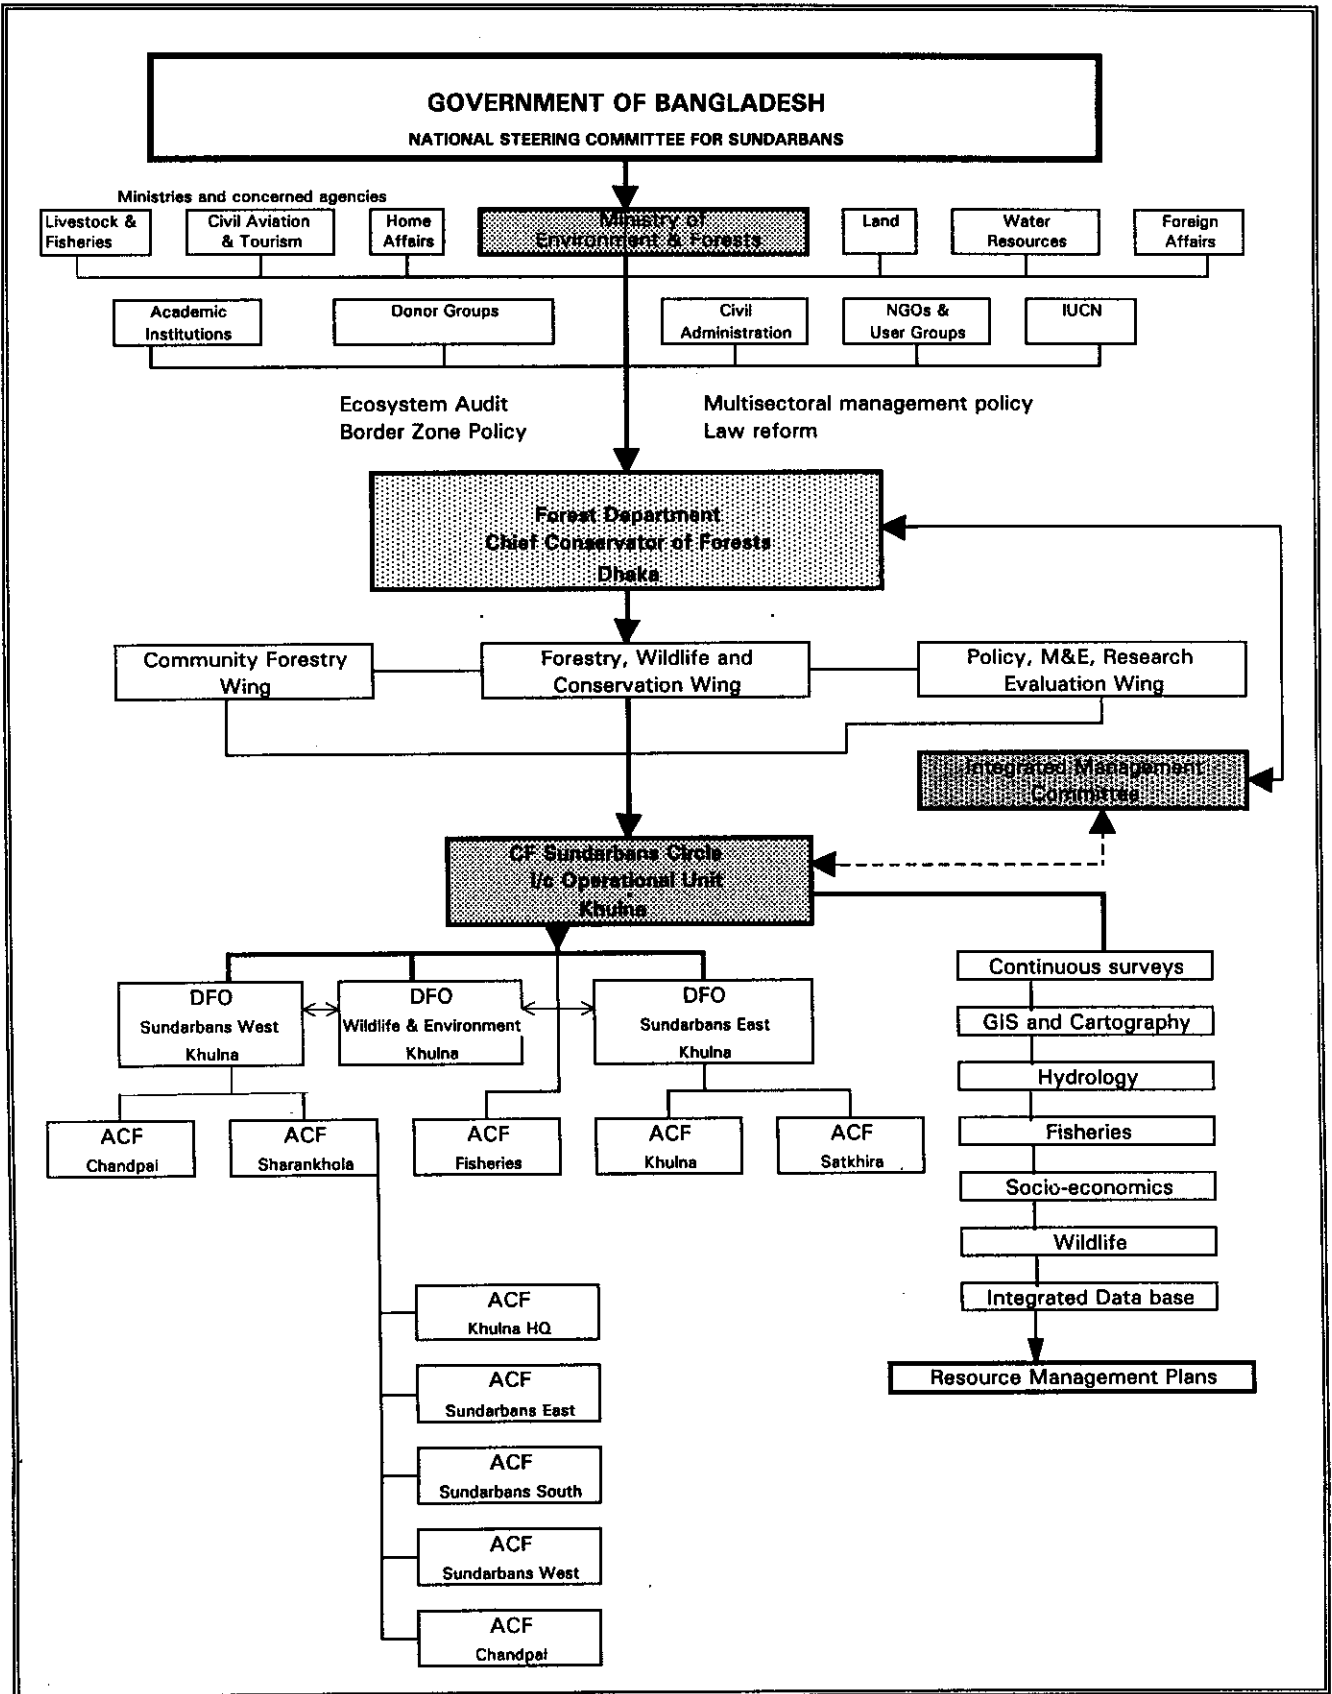 GOVERNMENT OF BANGLADESH
NATIONAL STEERING COMMITTEE FOR SUNDARBANS
Ministries and concerned agencies
Livestock &
Fisheries
Civil Aviation
& Tourism
Home
Affairs
Ministry of
Environment & Forests
Land
Water
Resources
Foreign
Affairs
Academic
Institutions
Donor Groups
Civil
Administration
NGOs &
User Groups
IUCN
Ecosystem Audit
Border Zone Policy
Multisectoral management policy
Law reform
Forest Department
Chief Conservator of Forests
Dhaka
Community Forestry
Wing
Forestry, Wildlife and
Conservation Wing
Policy, M&E, Research
Evaluation Wing
Integrated Management
Committee
CF Sundarbans Circle
I/c Operational Unit
Khulna
DFO
Sundarbans West
Khulna
DFO
Wildlife & Environment
Khulna
DFO
Sundarbans East
Khulna
ACF
Chandpai
ACF
Sharankhola
ACF
Fisheries
ACF
Khulna
ACF
Satkhira
Continuous surveys
GIS and Cartography
Hydrology
Fisheries
Socio-economics
Wildlife
Integrated Data base
Resource Management Plans
ACF
Khulna HQ
ACF
Sundarbans East
ACF
Sundarbans South
ACF
Sundarbans West
ACF
Chandpai